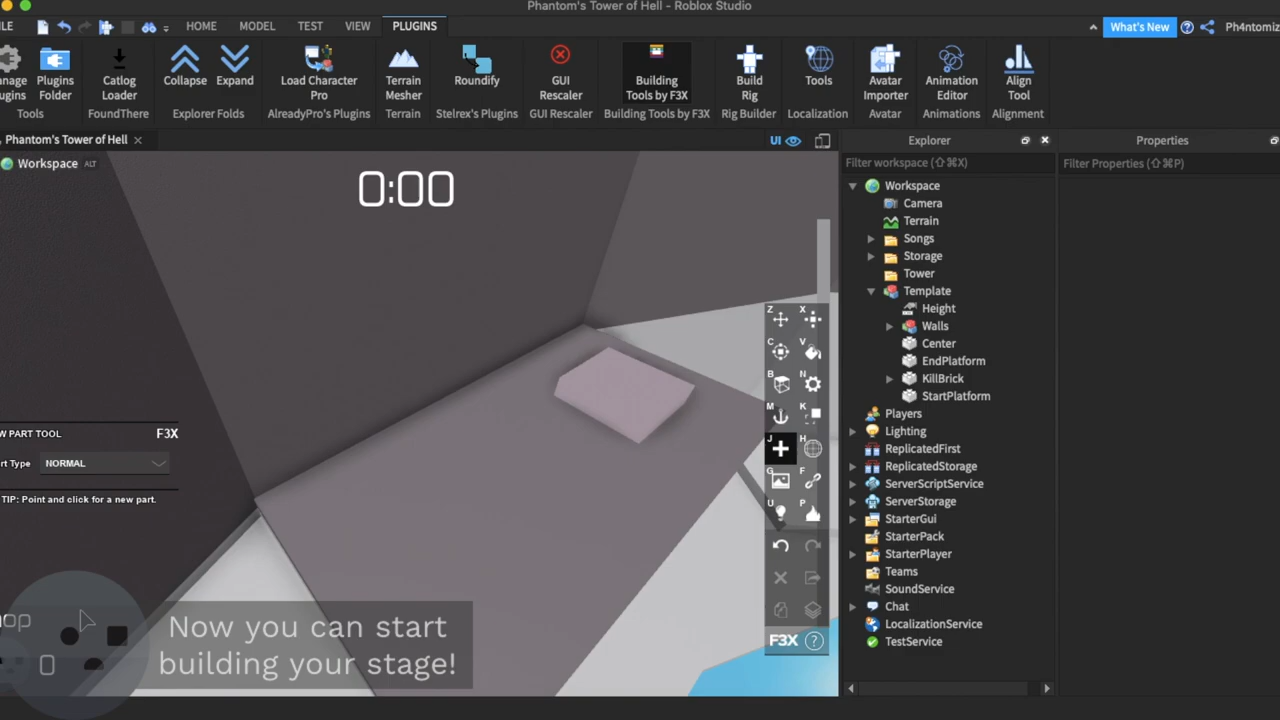 Phantom's Tower of Hell - Roblox Studio
HOME MODEL TEST VIEW PLUGINS
What's New
Ph4ntomiz
Plugins Folder
Catlog Loader
Collapse
Expand
Load Character Pro
Terrain Mesher
Roundify
GUI Rescaler
Building Tools by F3X
Build Rig
Tools
Avatar Importer
Animation Editor
Align Tool
Tools
FoundThere
Explorer Folds
AlreadyPro's Plugins
Terrain
Stelrex's Plugins
GUI Rescaler
Building Tools by F3X
Rig Builder
Localization
Avatar
Animations
Alignment
Phantom's Tower of Hell
UI
Workspace ALT
0:00
W PART TOOL F3X
rt Type NORMAL
TIP: Point and click for a new part.
0
Now you can start
building your stage!
Z X
C V
B N
M K
J H
G F
U P
F3X ?
Explorer
Filter workspace (⇧⌘X)
Workspace
Camera
Terrain
Songs
Storage
Tower
Template
Height
Walls
Center
EndPlatform
KillBrick
StartPlatform
Players
Lighting
ReplicatedFirst
ReplicatedStorage
ServerScriptService
ServerStorage
StarterGui
StarterPack
StarterPlayer
Teams
SoundService
Chat
LocalizationService
TestService
Properties
Filter Properties (⇧⌘P)